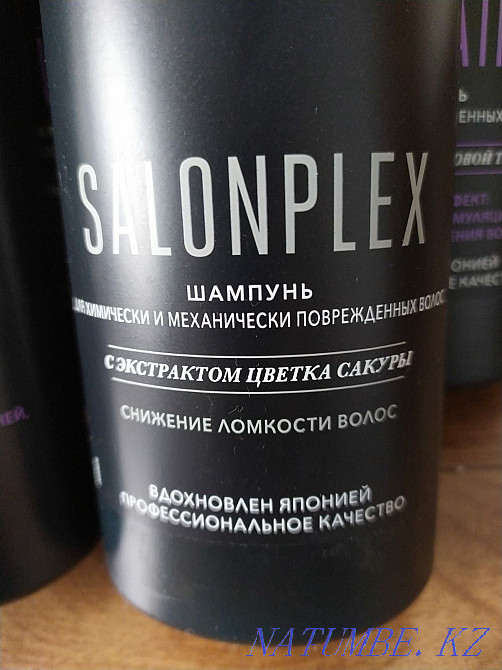 SALONPLEX
ШАМПУНЬ
ДЛЯ ХИМИЧЕСКИ И МЕХАНИЧЕСКИ ПОВРЕЖДЕННЫХ ВОЛОС
С ЭКСТРАКТОМ ЦВЕТКА САКУРЫ
СНИЖЕНИЕ ЛОМКОСТИ ВОЛОС
ВДОХНОВЛЕН ЯПОНИЕЙ
ПРОФЕССИОНАЛЬНОЕ КАЧЕСТВО
NATUMBE.KZ